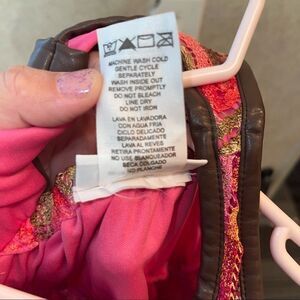 MACHINE WASH COLD
GENTLE CYCLE
SEPARATELY
WASH INSIDE OUT
REMOVE PROMPTLY
DO NOT BLEACH
LINE DRY
DO NOT IRON
LAVA EN LAVADORA
CON AGUA FRIA
CICLO DELICADO
SEPARADAMENTE
LAVA AL REVES
RETIRA PRONTAMENTE
NO USE BLANQUEADOR
SECA COLGADO
NO PLANCHE